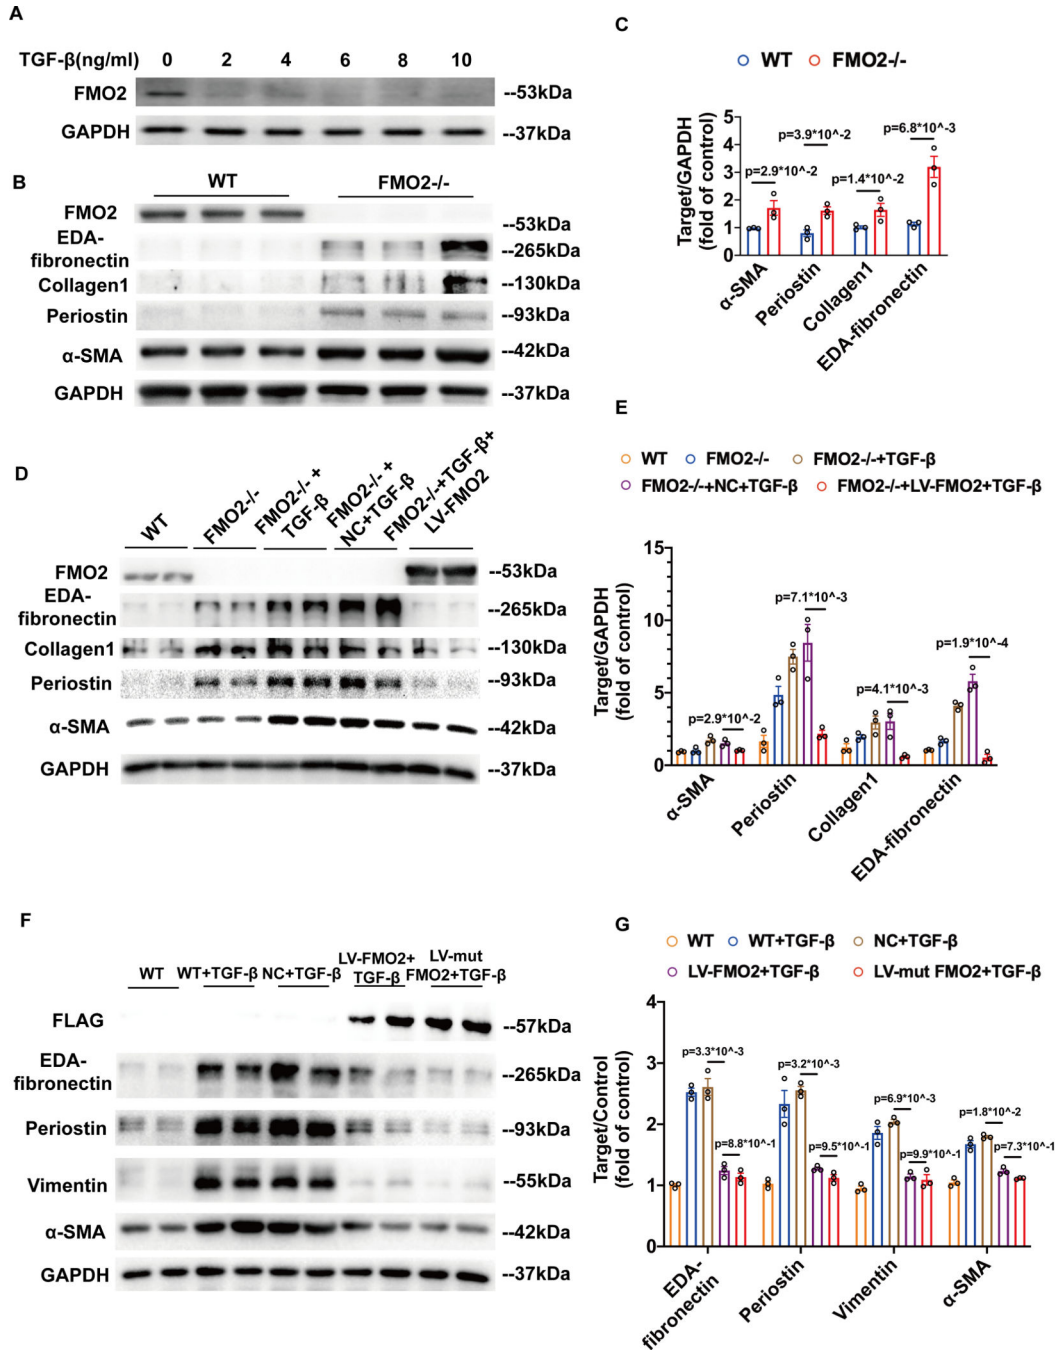 A
TGF-β(ng/ml) 0 2 4 6 8 10
FMO2 --53kDa
GAPDH --37kDa
B
WT FMO2-/-
FMO2 --53kDa
EDA-
fibronectin --265kDa
Collagen1 --130kDa
Periostin --93kDa
α-SMA --42kDa
GAPDH --37kDa
C
WT FMO2-/-
Target/GAPDH
(fold of control)
5
4
3
2
1
0
p=2.9*10^-2
p=3.9*10^-2
p=1.4*10^-2
p=6.8*10^-3
α-SMA
Periostin
Collagen1
EDA-fibronectin
D
WT
FMO2-/-
FMO2-/- +
TGF-β
FMO2-/- +
NC+TGF-β
FMO2-/-+TGF-β+
LV-FMO2
FMO2 --53kDa
EDA-
fibronectin --265kDa
Collagen1 --130kDa
Periostin --93kDa
α-SMA --42kDa
GAPDH --37kDa
E
WT FMO2-/- FMO2-/-+TGF-β
FMO2-/-+NC+TGF-β FMO2-/-+LV-FMO2+TGF-β
Target/GAPDH
(fold of control)
15
10
5
0
p=2.9*10^-2
p=7.1*10^-3
p=4.1*10^-3
p=1.9*10^-4
α-SMA
Periostin
Collagen1
EDA-fibronectin
F
WT WT+TGF-β NC+TGF-β LV-FMO2+
TGF-β LV-mut
FMO2+TGF-β
FLAG --57kDa
EDA-
fibronectin --265kDa
Periostin --93kDa
Vimentin --55kDa
α-SMA --42kDa
GAPDH --37kDa
G
WT WT+TGF-β NC+TGF-β
LV-FMO2+TGF-β LV-mut FMO2+TGF-β
Target/Control
(fold of control)
4
3
2
1
0
p=3.3*10^-3
p=8.8*10^-1
p=3.2*10^-3
p=9.5*10^-1
p=6.9*10^-3
p=9.9*10^-1
p=1.8*10^-2
p=7.3*10^-1
EDA-
fibronectin
Periostin
Vimentin
α-SMA